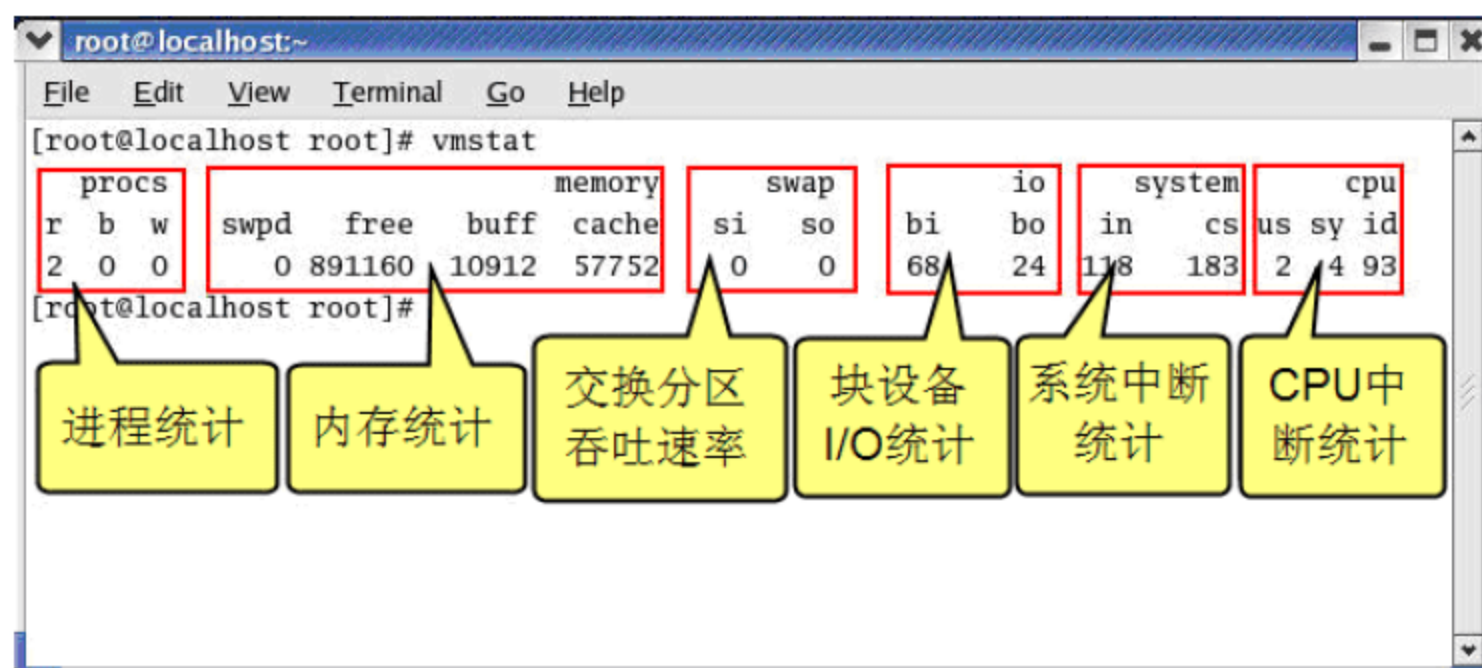 root@localhost:~
File Edit View Terminal Go Help
[root@localhost root]# vmstat
procs memory swap io system cpu
r b w swpd free buff cache si so bi bo in cs us sy id
2 0 0 0 891160 10912 57752 0 0 68 24 118 183 2 4 93
[root@localhost root]#
进程统计
内存统计
交换分区
吞吐速率
块设备
I/O统计
系统中断
统计
CPU中
断统计